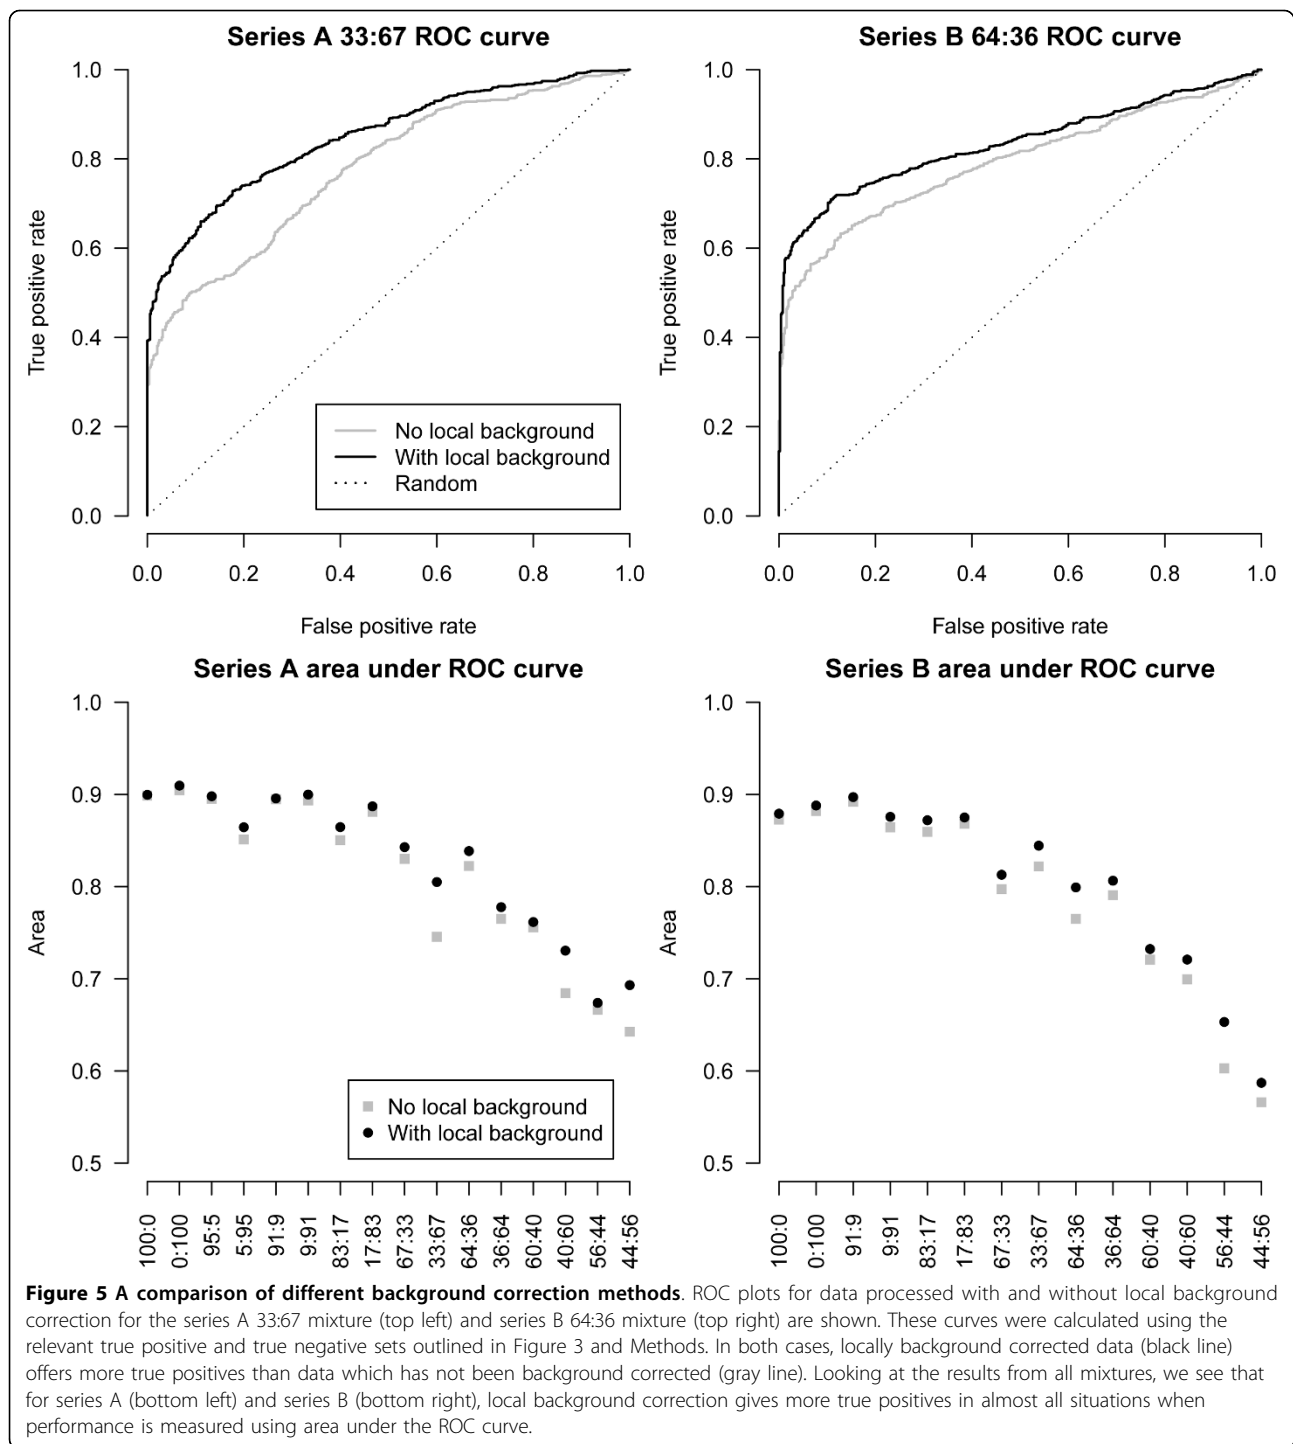 Series A 33:67 ROC curve
1.0
0.8
0.6
0.4
0.2
0.0
True positive rate
No local background
With local background
Random
0.0 0.2 0.4 0.6 0.8 1.0
False positive rate
Series B 64:36 ROC curve
1.0
0.8
0.6
0.4
0.2
0.0
True positive rate
0.0 0.2 0.4 0.6 0.8 1.0
False positive rate
Series A area under ROC curve
1.0
0.9
0.8
0.7
0.6
0.5
Area
No local background
With local background
100:0 0:100 95:5 5:95 91:9 9:91 83:17 17:83 67:33 33:67 64:36 36:64 60:40 40:60 56:44 44:56
Series B area under ROC curve
1.0
0.9
0.8
0.7
0.6
0.5
Area
100:0 0:100 91:9 9:91 83:17 17:83 67:33 33:67 64:36 36:64 60:40 40:60 56:44 44:56
Figure 5 A comparison of different background correction methods. ROC plots for data processed with and without local background
correction for the series A 33:67 mixture (top left) and series B 64:36 mixture (top right) are shown. These curves were calculated using the
relevant true positive and true negative sets outlined in Figure 3 and Methods. In both cases, locally background corrected data (black line)
offers more true positives than data which has not been background corrected (gray line). Looking at the results from all mixtures, we see that
for series A (bottom left) and series B (bottom right), local background correction gives more true positives in almost all situations when
performance is measured using area under the ROC curve.